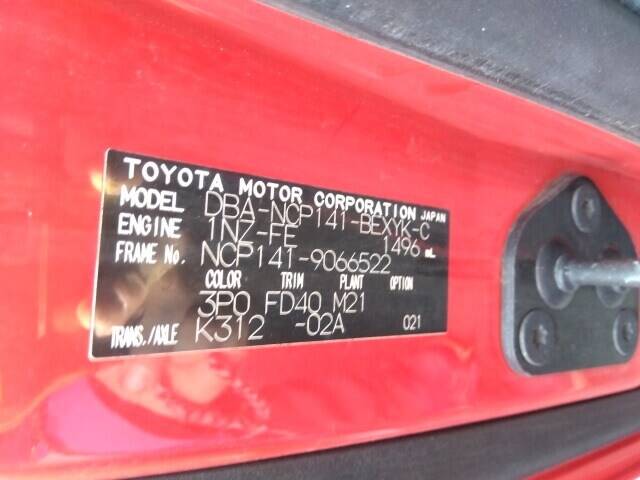 TOYOTA MOTOR CORPORATION JAPAN
MODEL DBA-NCP141-BEXYK-C
ENGINE 1NZ-FE 1496 mL
FRAME No. NCP141-9066522
COLOR TRIM PLANT OPTION
3P0 FD40 M21
TRANS./AXLE K312 -02A 021